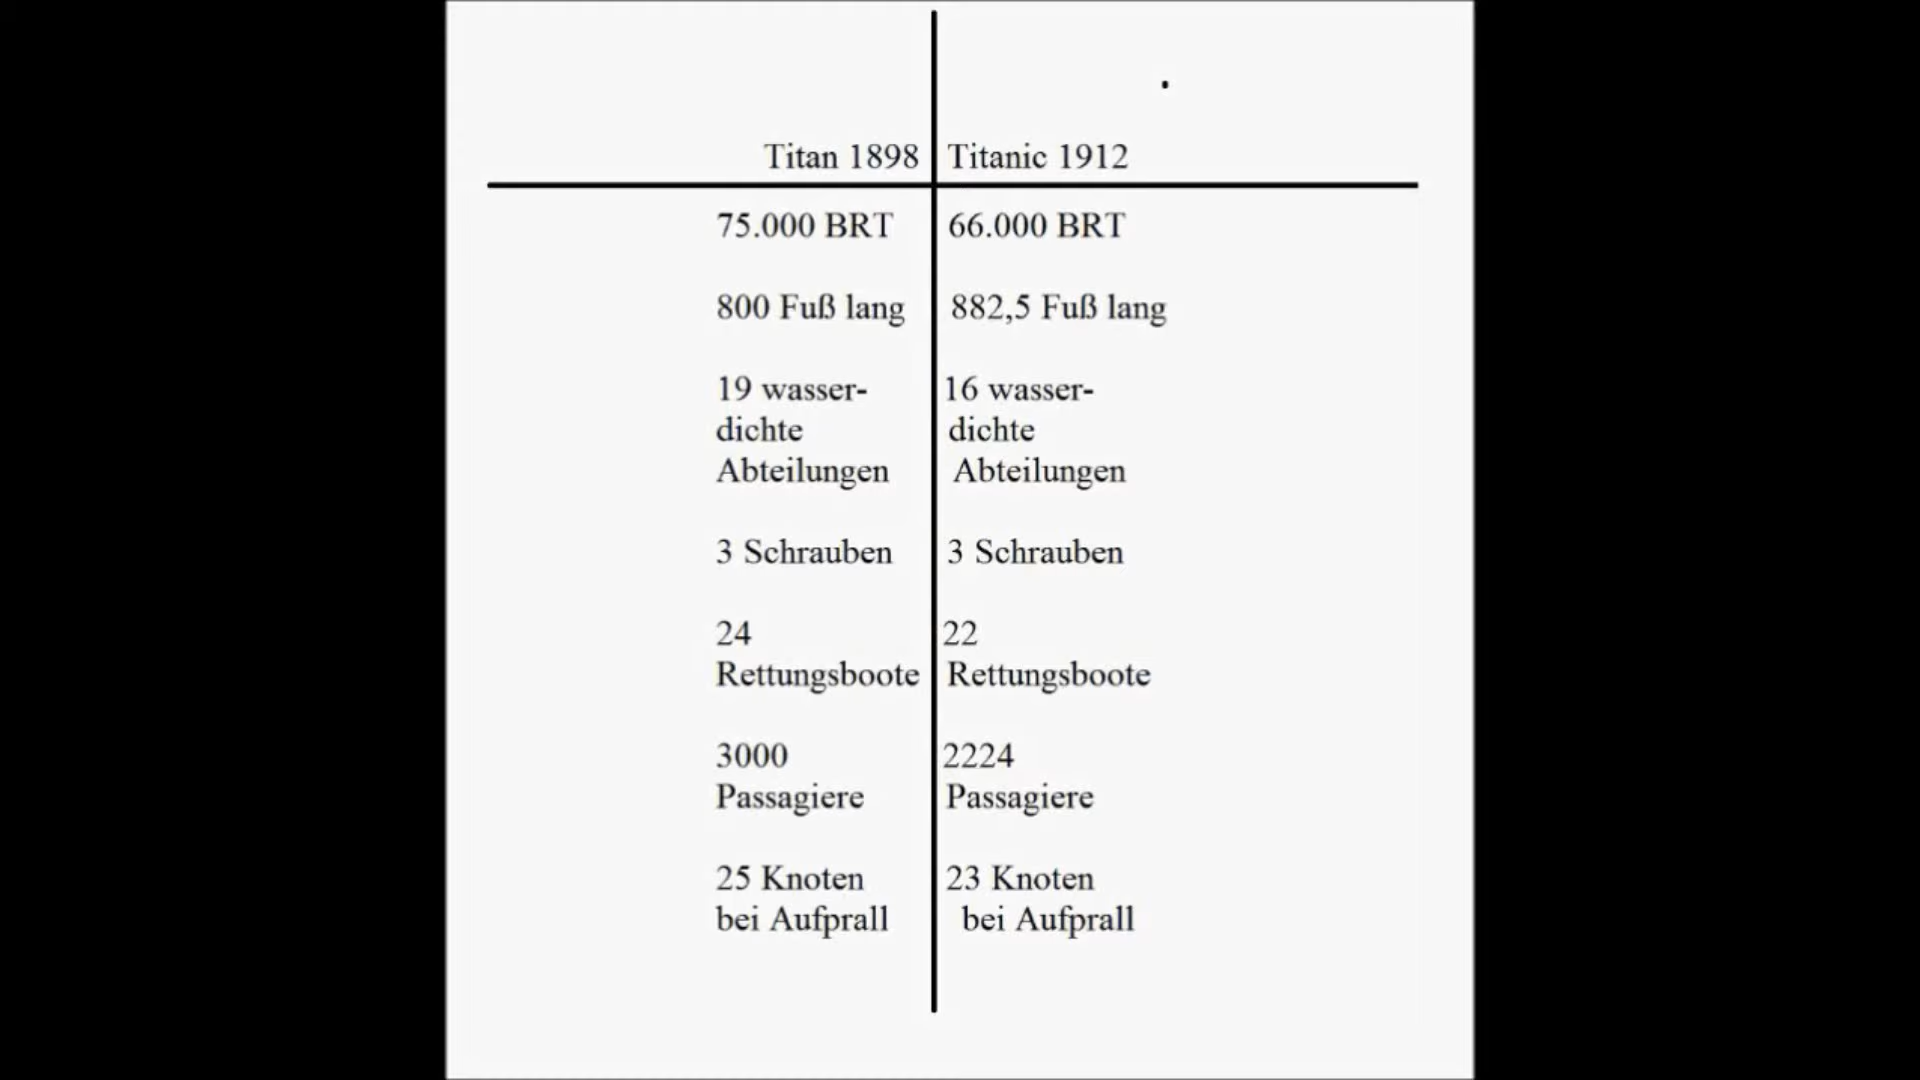 Titan 1898 Titanic 1912
75.000 BRT 66.000 BRT
800 Fuß lang 882,5 Fuß lang
19 wasser- 16 wasser-
dichte dichte
Abteilungen Abteilungen
3 Schrauben 3 Schrauben
24 22
Rettungsboote Rettungsboote
3000 2224
Passagiere Passagiere
25 Knoten 23 Knoten
bei Aufprall bei Aufprall